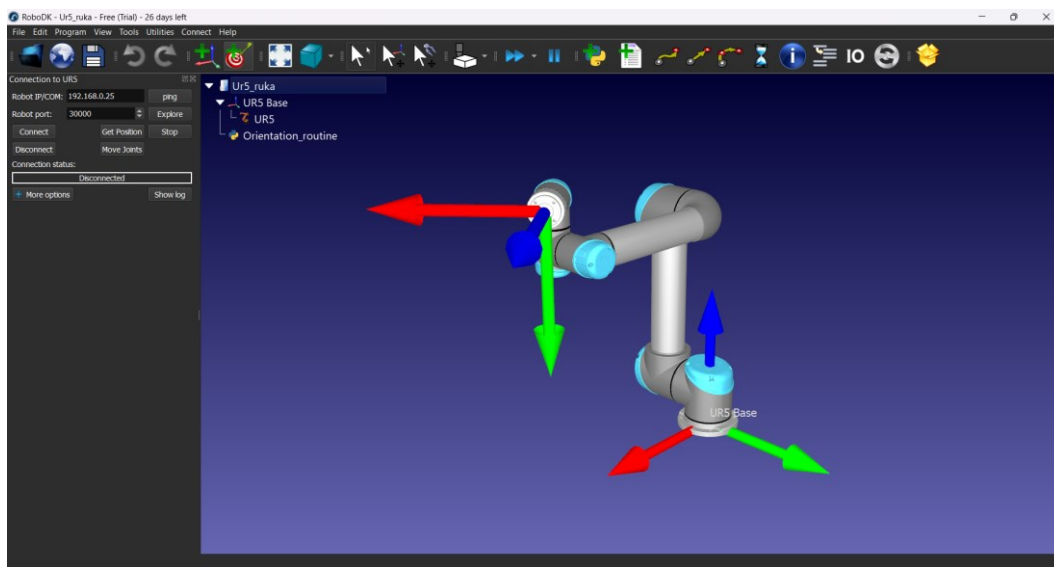 RoboDK - Ur5_ruka - Free (Trial) - 26 days left
File Edit Program View Tools Utilities Connect Help
IO
Connection to UR5
Robot IP/COM: 192.168.0.25 ping
Robot port: 30000 Explore
Connect Get Position Stop
Disconnect Move Joints
Connection status:
Disconnected
+ More options Show log
Ur5_ruka
UR5 Base
UR5
Orientation_routine
UR5 Base